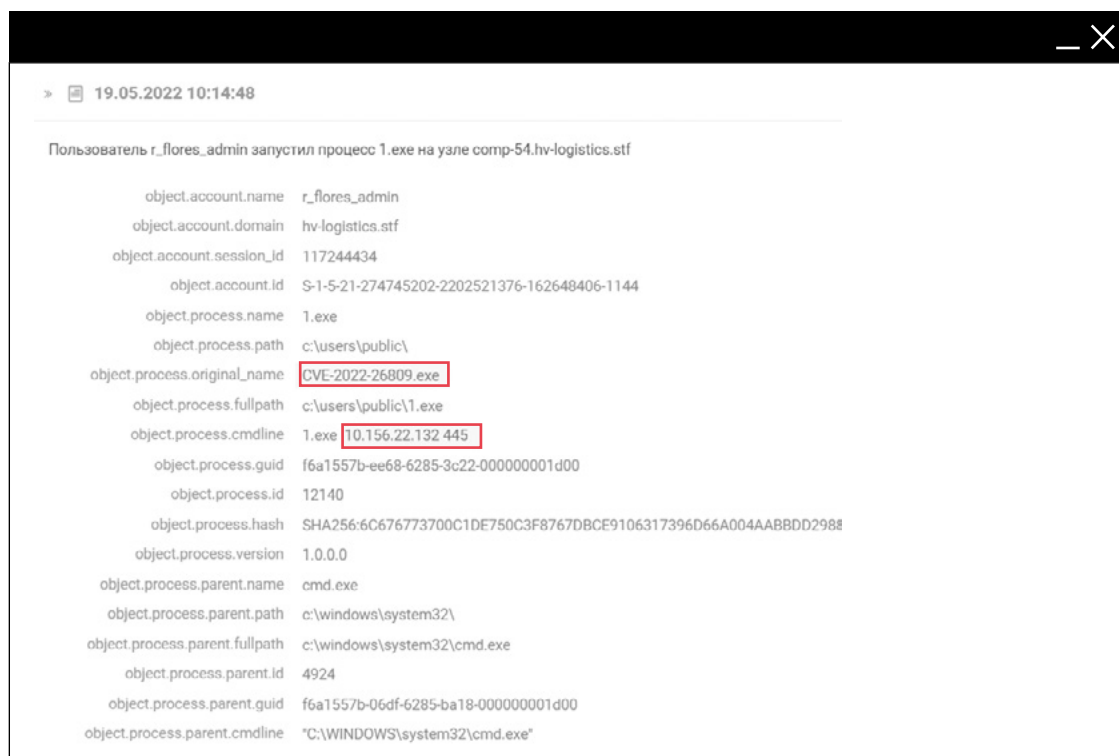 19.05.2022 10:14:48
Пользователь r_flores_admin запустил процесс 1.exe на узле comp-54.hv-logistics.stf
object.account.name r_flores_admin
object.account.domain hv-logistics.stf
object.account.session_id 117244434
object.account.id S-1-5-21-274745202-2202521376-162648406-1144
object.process.name 1.exe
object.process.path c:\users\public\
object.process.original_name CVE-2022-26809.exe
object.process.fullpath c:\users\public\1.exe
object.process.cmdline 1.exe 10.156.22.132 445
object.process.guid f6a1557b-ee68-6285-3c22-000000001d00
object.process.id 12140
object.process.hash SHA256:6C676773700C1DE750C3F8767DBCE9106317396D66A004AABBDD2988
object.process.version 1.0.0.0
object.process.parent.name cmd.exe
object.process.parent.path c:\windows\system32\
object.process.parent.fullpath c:\windows\system32\cmd.exe
object.process.parent.id 4924
object.process.parent.guid f6a1557b-06df-6285-ba18-000000001d00
object.process.parent.cmdline "C:\WINDOWS\system32\cmd.exe"